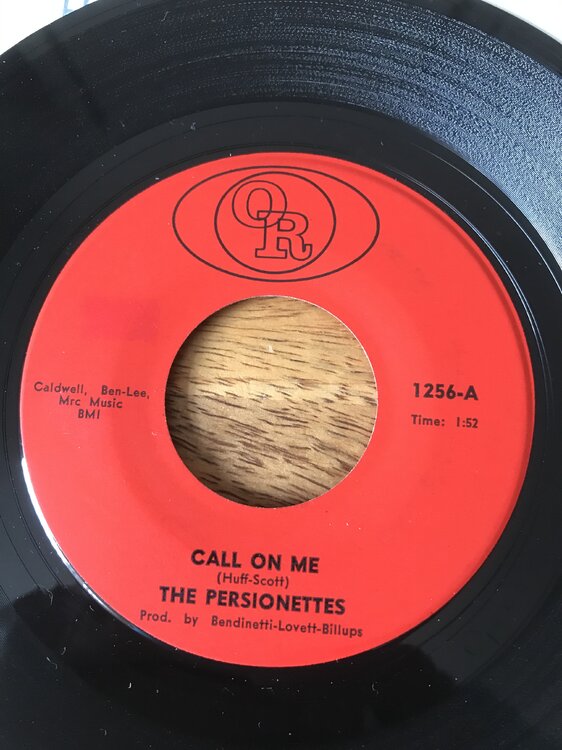 OR
Caldwell, Ben-Lee,
Mrc Music
BMI
1256-A
Time: 1:52
CALL ON ME
(Huff-Scott)
THE PERSIONETTES
Prod. by Bendinetti-Lovett-Billups